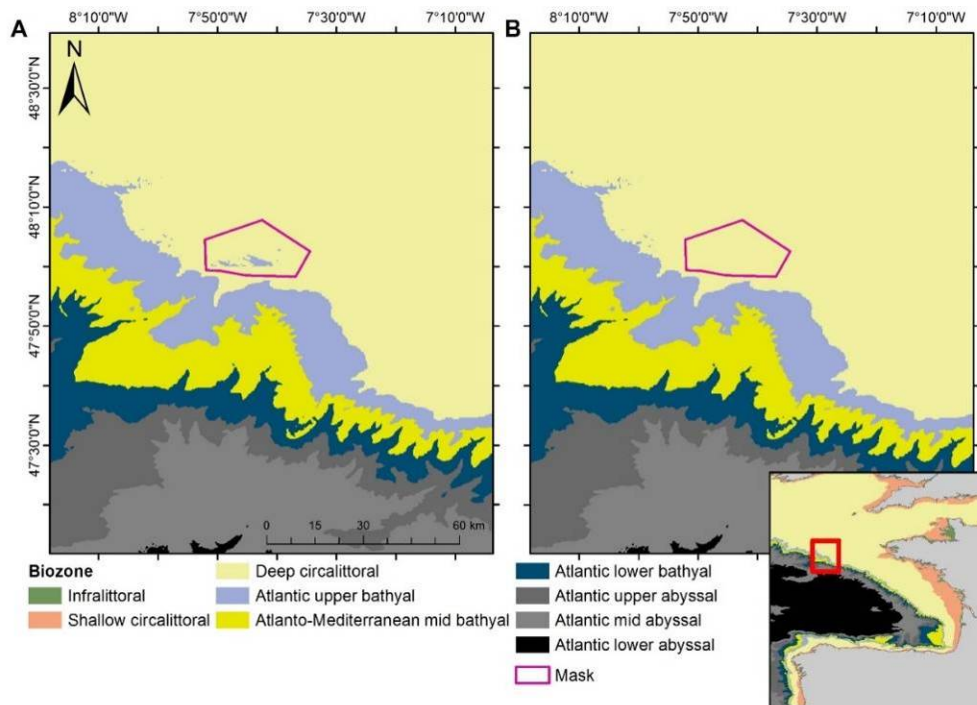 8°10'0"W 7°50'0"W 7°30'0"W 7°10'0"W 8°10'0"W 7°50'0"W 7°30'0"W 7°10'0"W
A B
N
48°30'0"N
48°10'0"N
47°50'0"N
47°30'0"N
0 15 30 60 km
Biozone
Infralittoral
Shallow circalittoral
Deep circalittoral
Atlantic upper bathyal
Atlanto-Mediterranean mid bathyal
Atlantic lower bathyal
Atlantic upper abyssal
Atlantic mid abyssal
Atlantic lower abyssal
Mask